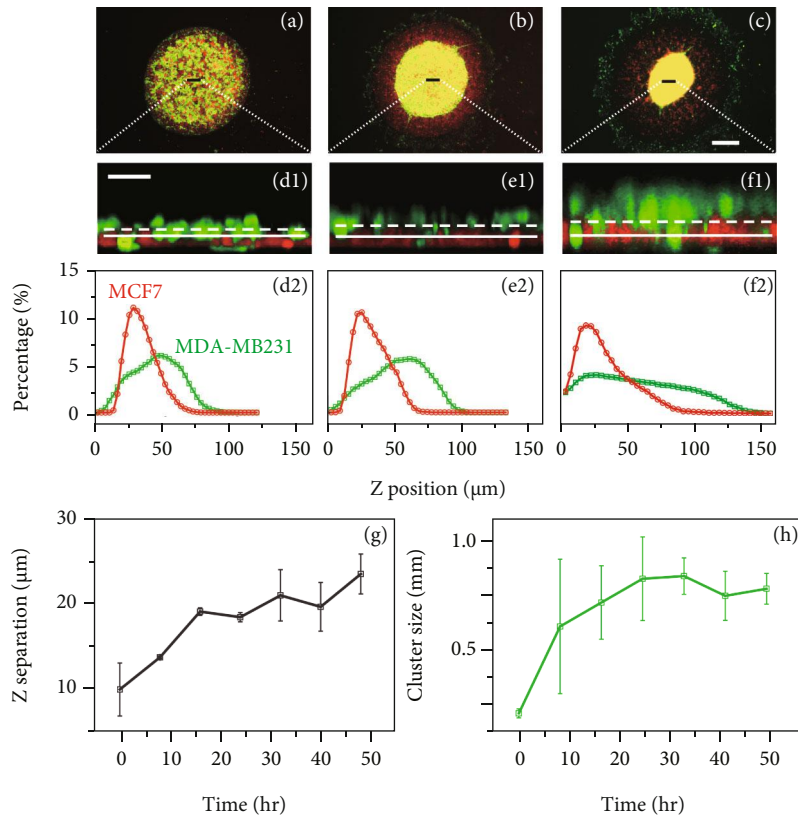 (a) (b) (c)
(d1) (e1) (f1)
(d2) (e2) (f2)
MCF7
MDA-MB231
Percentage (%)
15
10
5
0
0 50 100 150 0 50 100 150 0 50 100 150
Z position (µm)
(g)
Z separation (µm)
30
20
10
0 10 20 30 40 50
Time (hr)
(h)
Cluster size (mm)
1.0
0.5
0 10 20 30 40 50
Time (hr)